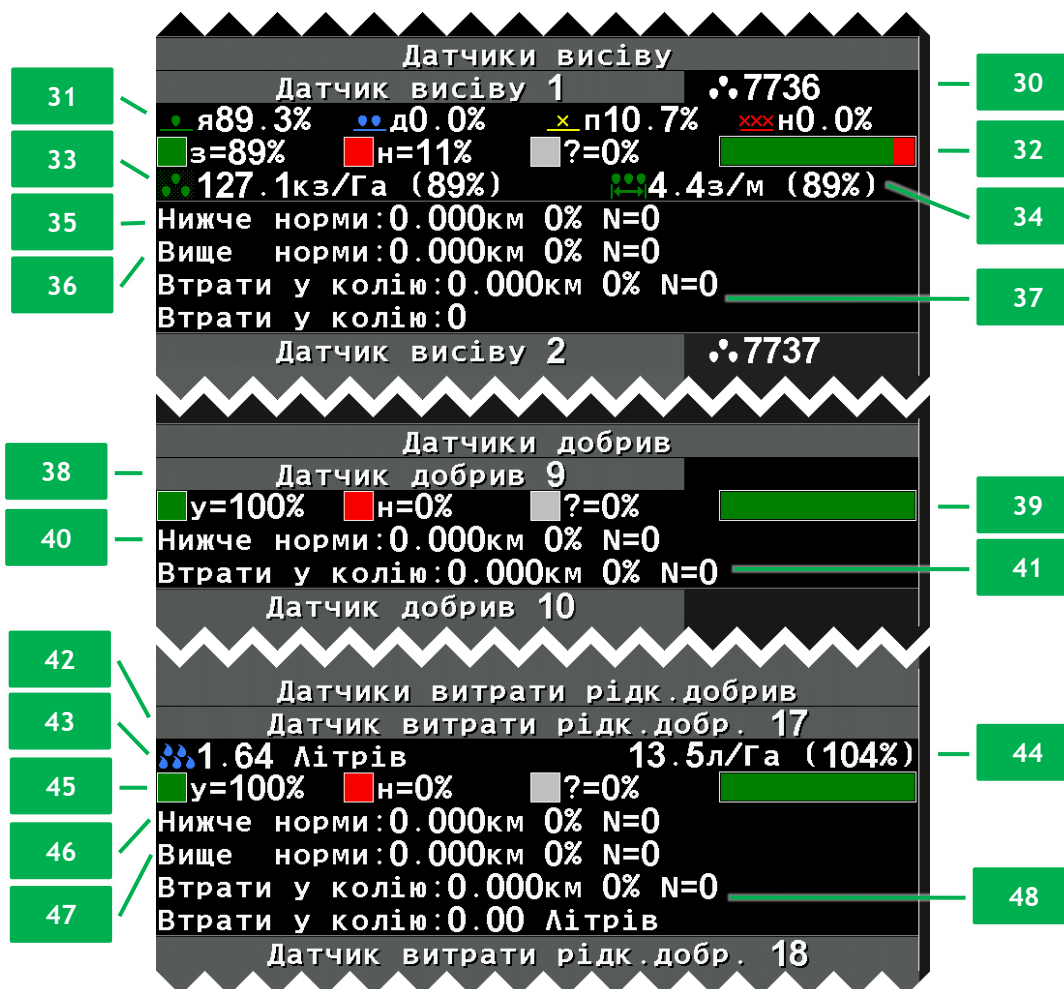 Датчики висіву
30
Датчик висіву 1 7736
31
я89.3% д0.0% × п10.7% ××× н0.0%
з=89% н=11% ?=0%
32
33
127.1кз/Га (89%) 4.4з/м (89%)
34
35
Нижче норми:0.000км 0% N=0
36
Вище норми:0.000км 0% N=0
37
Втрати у колію:0.000км 0% N=0
Втрати у колію:0
Датчик висіву 2 7737
Датчики добрив
38
Датчик добрив 9
39
у=100% н=0% ?=0%
40
Нижче норми:0.000км 0% N=0
41
Втрати у колію:0.000км 0% N=0
Датчик добрив 10
42
Датчики витрати рідк.добрив
43
Датчик витрати рідк.добр. 17
44
1.64 Літрів 13.5л/Га (104%)
45
у=100% н=0% ?=0%
46
Нижче норми:0.000км 0% N=0
47
Вище норми:0.000км 0% N=0
48
Втрати у колію:0.000км 0% N=0
Втрати у колію:0.00 Літрів
Датчик витрати рідк.добр. 18